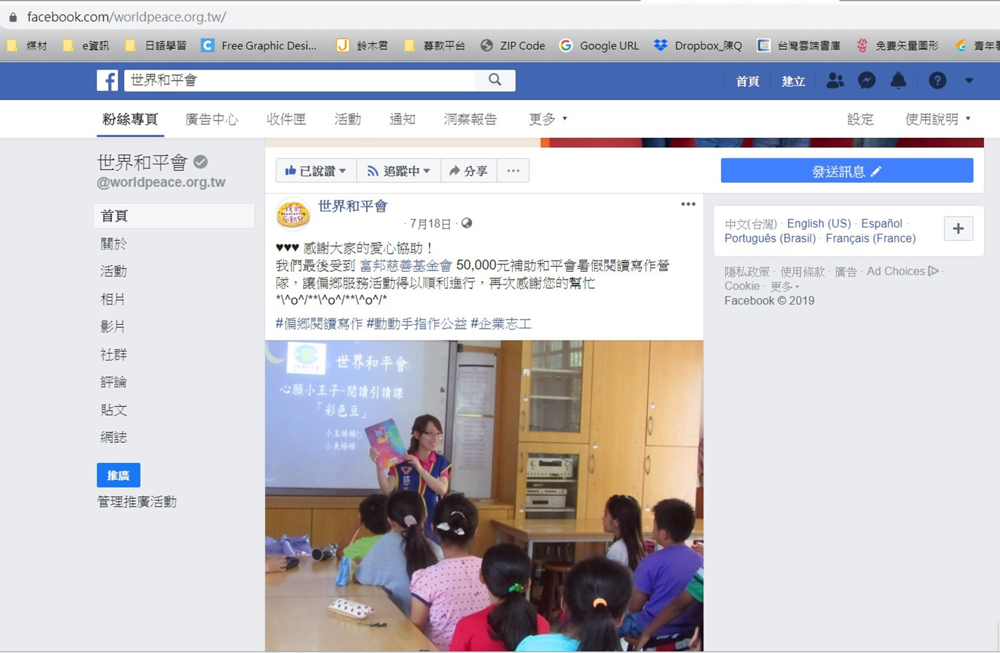 facebook.com/worldpeace.org.tw/
媒材 e資訊 日語學習 Free Graphic Desi... 鈴木君 募款平台 ZIP Code Google URL Dropbox_陳Q 台灣雲端書庫 免費矢量圖形
世界和平會 首頁 建立
粉絲專頁 廣告中心 收件匣 活動 通知 洞察報告 更多 設定 使用說明
世界和平會
@worldpeace.org.tw
首頁
關於
活動
相片
影片
社群
評論
貼文
網誌
推廣
管理推廣活動
已說讚 追蹤中 分享 ... 發送訊息
世界和平會
· 7月18日 ·
♥♥♥ 感謝大家的愛心協助！
我們最後受到 富邦慈善基金會 50,000元補助和平會暑假閱讀寫作營
隊，讓偏鄉服務活動得以順利進行，再次感謝您的幫忙
*\^o^/**\^o^/**\^o^/*
#偏鄉閱讀寫作 #動動手指作公益 #企業志工
世界和平會
心願小王子-閱讀引讀課
「彩色豆」
小玉姊姊
小魚姊姊
中文(台灣) · English (US) · Español ·
Português (Brasil) · Français (France)
隱私政策 · 使用條款 · 廣告 · Ad Choices ·
Cookie · 更多
Facebook © 2019